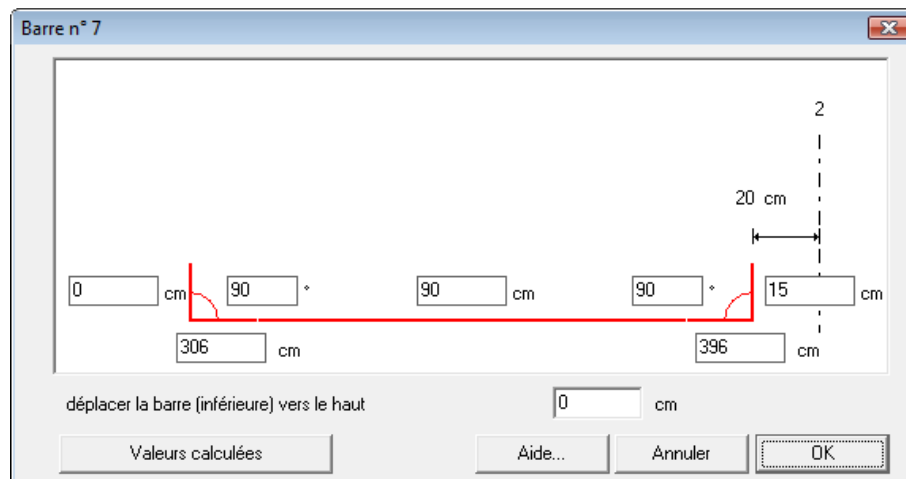 Barre n° 7
2
20 cm
0 cm 90 ° 90 cm 90 ° 15 cm
306 cm 396 cm
déplacer la barre (inférieure) vers le haut 0 cm
Valeurs calculées Aide... Annuler OK